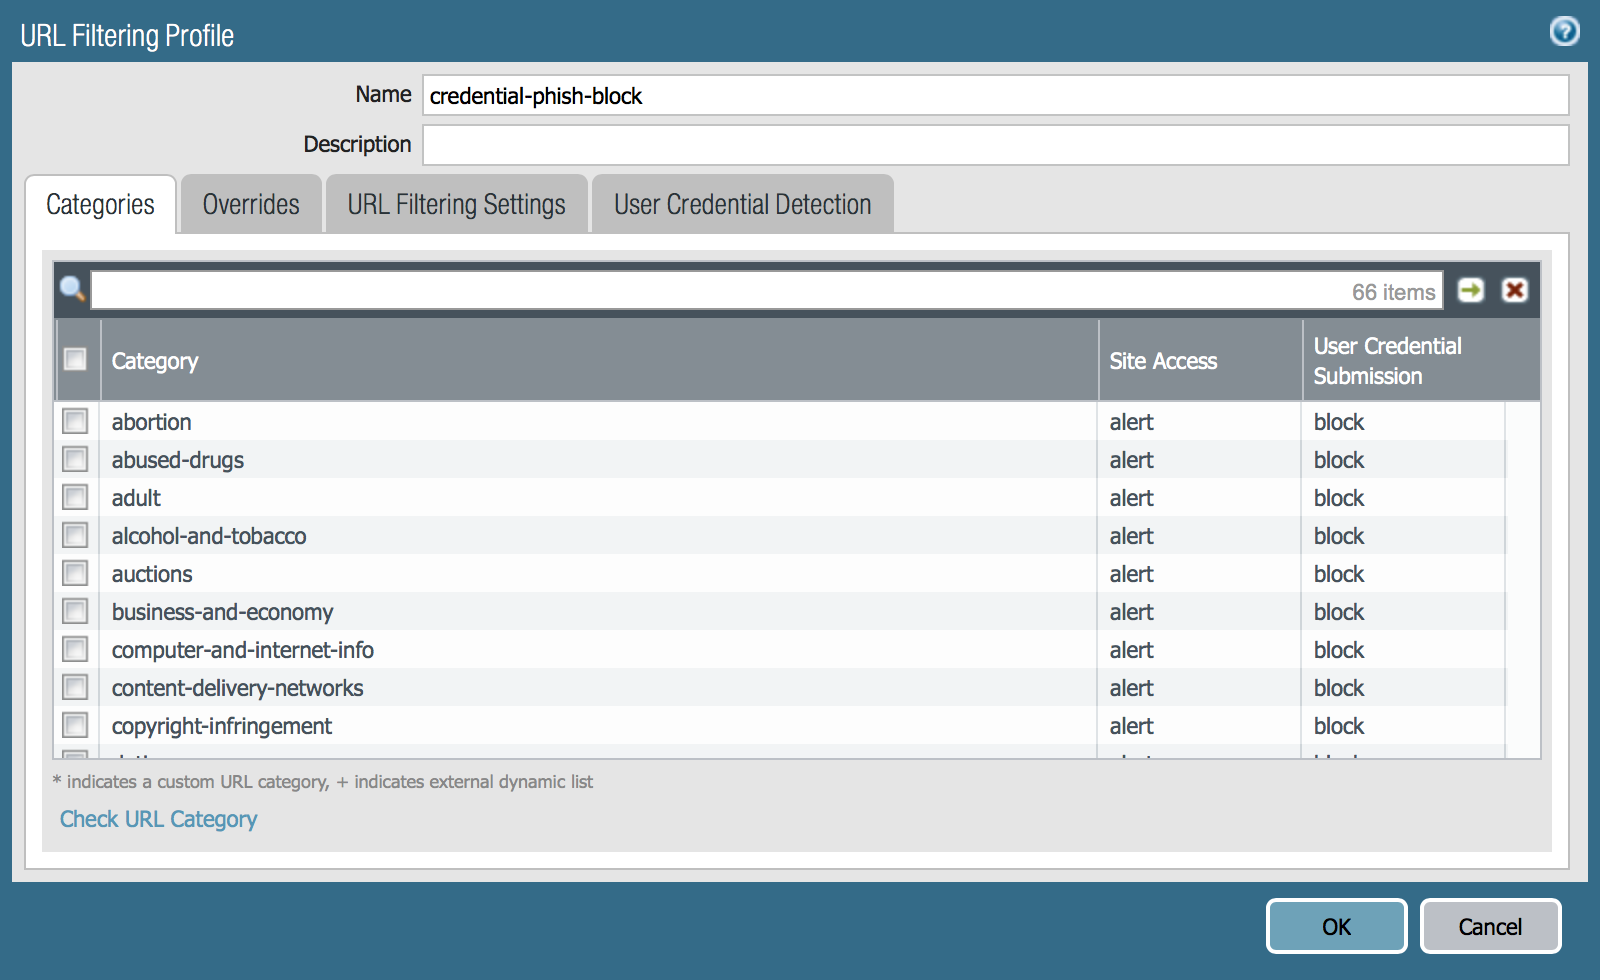 URL Filtering Profile
Name credential-phish-block
Description
Categories Overrides URL Filtering Settings User Credential Detection
66 items
Category Site Access User Credential Submission
abortion alert block
abused-drugs alert block
adult alert block
alcohol-and-tobacco alert block
auctions alert block
business-and-economy alert block
computer-and-internet-info alert block
content-delivery-networks alert block
copyright-infringement alert block
* indicates a custom URL category, + indicates external dynamic list
Check URL Category
OK Cancel